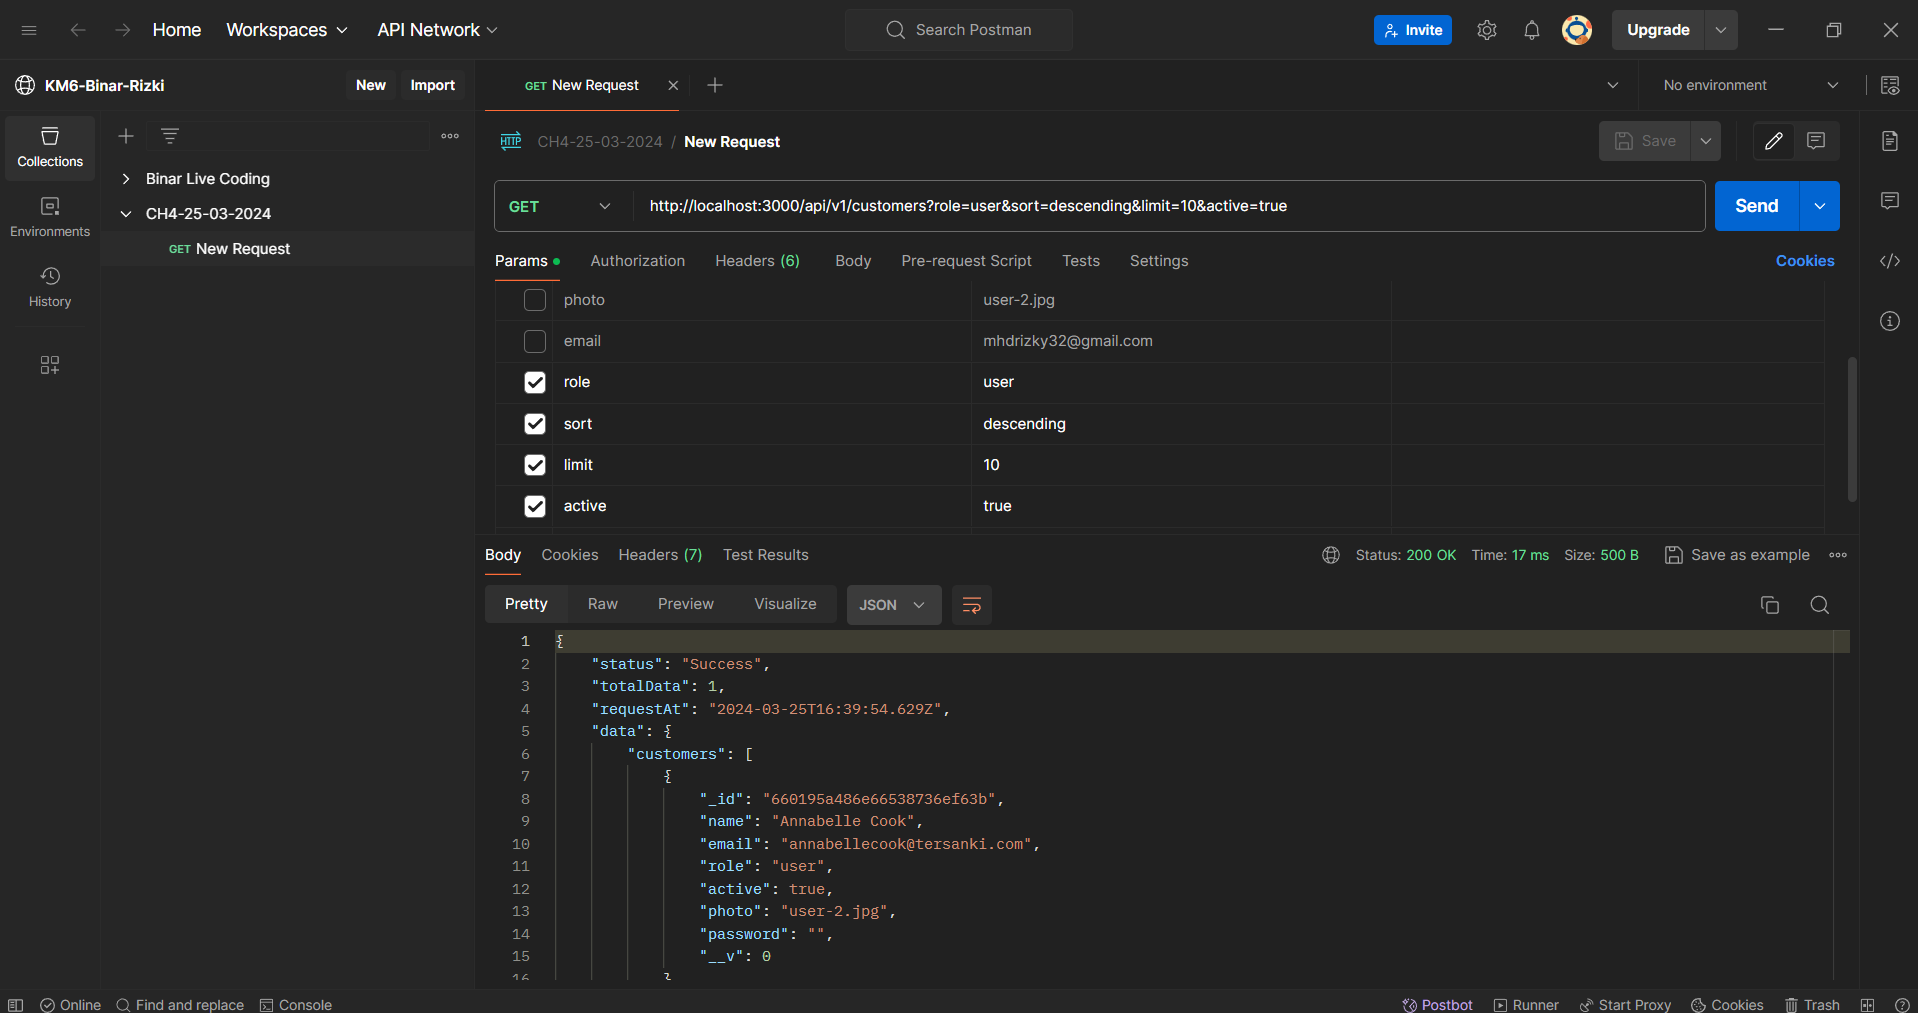 Home Workspaces API Network Search Postman Invite Upgrade
KM6-Binar-Rizki New Import GET New Request No environment
HTTP CH4-25-03-2024 / New Request Save
Collections
Binar Live Coding
CH4-25-03-2024
GET New Request
Environments
History
GET http://localhost:3000/api/v1/customers?role=user&sort=descending&limit=10&active=true Send
Params Authorization Headers (6) Body Pre-request Script Tests Settings Cookies
photo user-2.jpg
email mhdrizky32@gmail.com
role user
sort descending
limit 10
active true
Body Cookies Headers (7) Test Results Status: 200 OK Time: 17 ms Size: 500 B Save as example
Pretty Raw Preview Visualize JSON
1 {
2 "status": "Success",
3 "totalData": 1,
4 "requestAt": "2024-03-25T16:39:54.629Z",
5 "data": {
6 "customers": [
7 {
8 "_id": "660195a486e66538736ef63b",
9 "name": "Annabelle Cook",
10 "email": "annabellecook@tersanki.com",
11 "role": "user",
12 "active": true,
13 "photo": "user-2.jpg",
14 "password": "",
15 "__v": 0
16 }
Online Find and replace Console Postbot Runner Start Proxy Cookies Trash